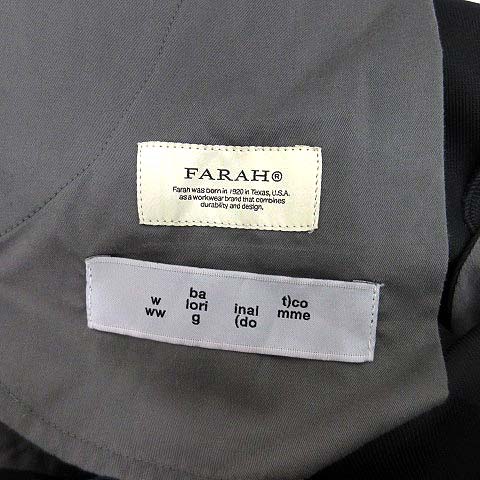 FARAH®
Farah was born in 1920 in Texas, U.S.A.
as a workwear brand that combines
durability and design.
w ba inal t)co
ww lori (do mme
g